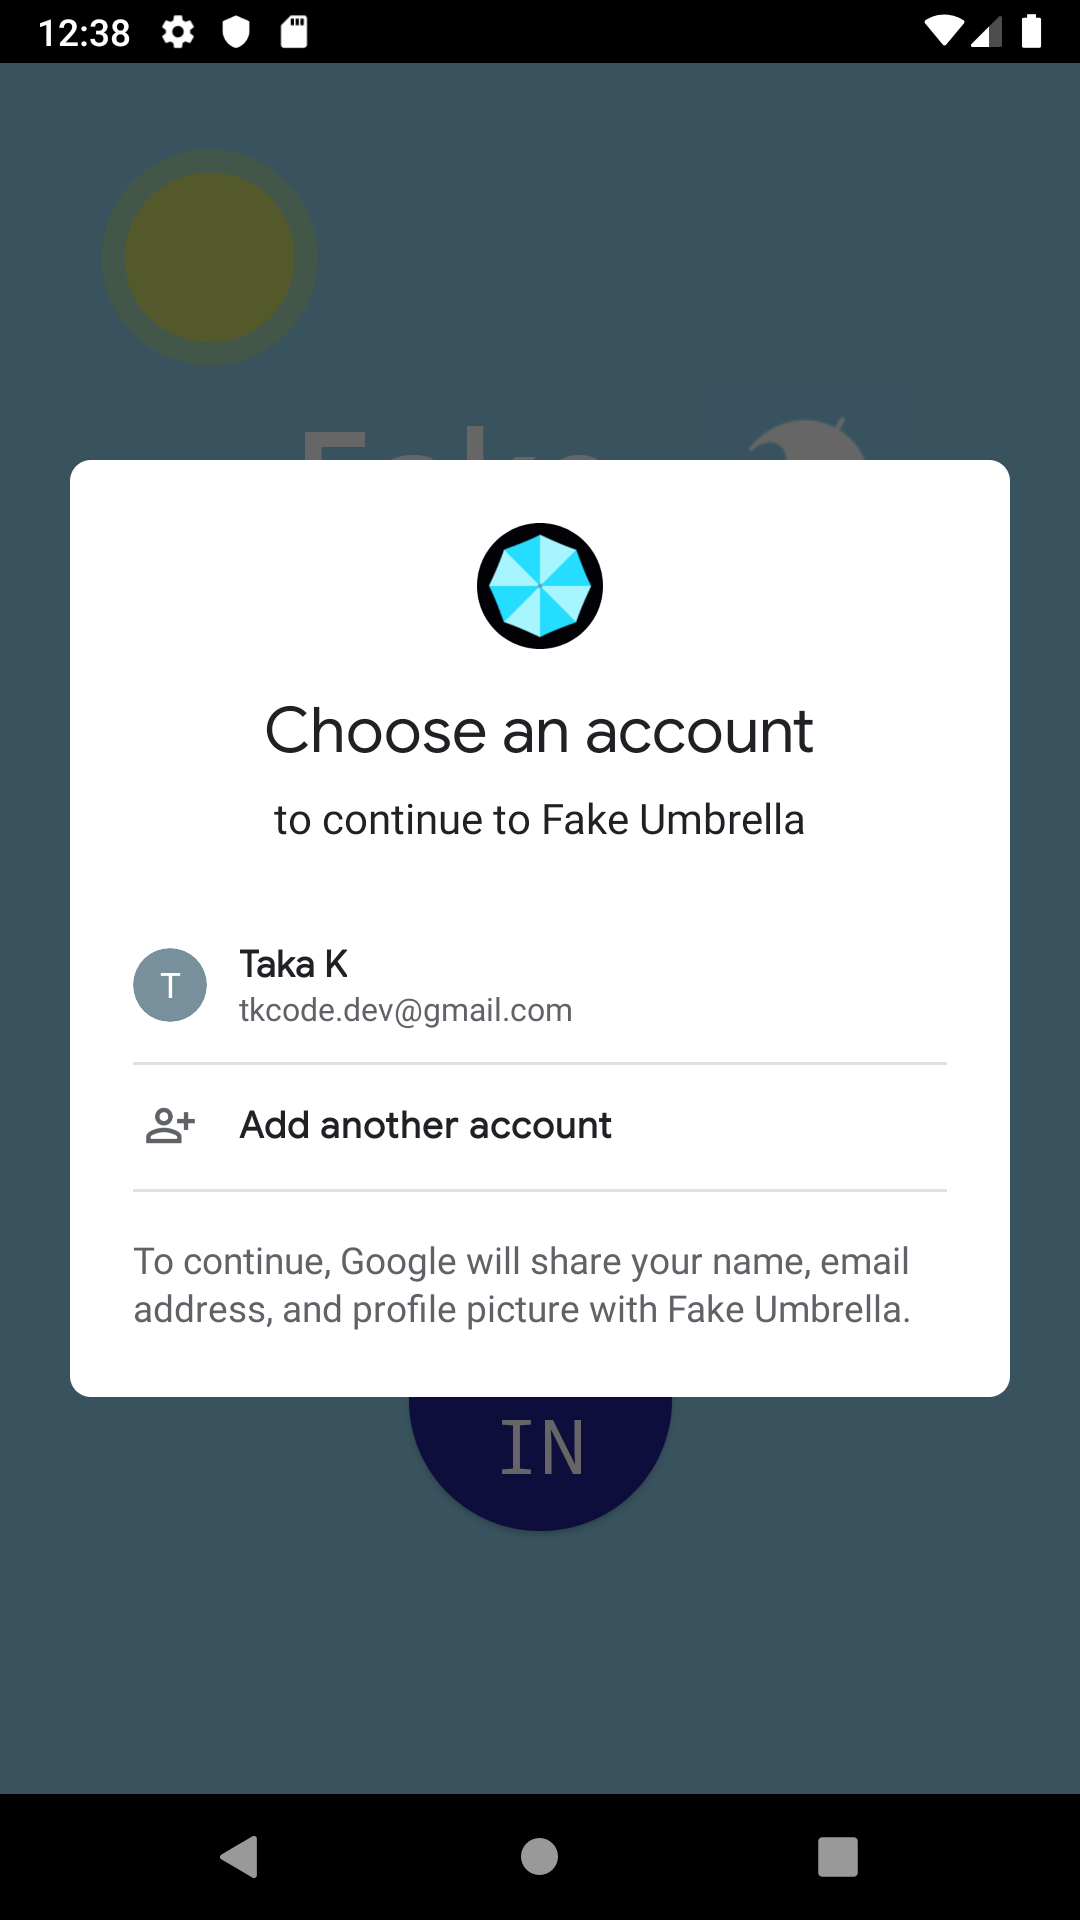 12:38
Fake
Choose an account
to continue to Fake Umbrella
T
Taka K
tkcode.dev@gmail.com
Add another account
To continue, Google will share your name, email
address, and profile picture with Fake Umbrella.
IN